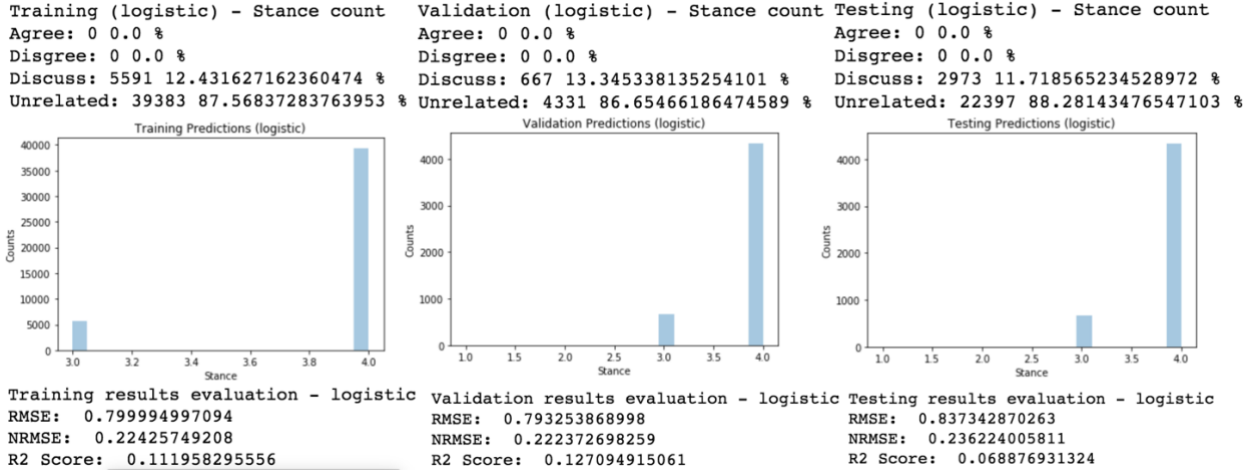 Training (logistic) - Stance count
Agree: 0 0.0 %
Disgree: 0 0.0 %
Discuss: 5591 12.431627162360474 %
Unrelated: 39383 87.56837283763953 %
Training Predictions (logistic)
40000
35000
30000
25000
20000
15000
10000
5000
0
Counts
3.0 3.2 3.4 3.6 3.8 4.0
Stance
Training results evaluation - logistic
RMSE: 0.799994997094
NRMSE: 0.22425749208
R2 Score: 0.111958295556
Validation (logistic) - Stance count
Agree: 0 0.0 %
Disgree: 0 0.0 %
Discuss: 667 13.345338135254101 %
Unrelated: 4331 86.65466186474589 %
Validation Predictions (logistic)
4000
3000
2000
1000
0
Counts
1.0 1.5 2.0 2.5 3.0 3.5 4.0
Stance
Validation results evaluation - logistic
RMSE: 0.793253868998
NRMSE: 0.222372698259
R2 Score: 0.127094915061
Testing (logistic) - Stance count
Agree: 0 0.0 %
Disgree: 0 0.0 %
Discuss: 2973 11.718565234528972 %
Unrelated: 22397 88.28143476547103 %
Testing Predictions (logistic)
4000
3000
2000
1000
0
Counts
1.0 1.5 2.0 2.5 3.0 3.5 4.0
Stance
Testing results evaluation - logistic
RMSE: 0.837342870263
NRMSE: 0.236224005811
R2 Score: 0.068876931324